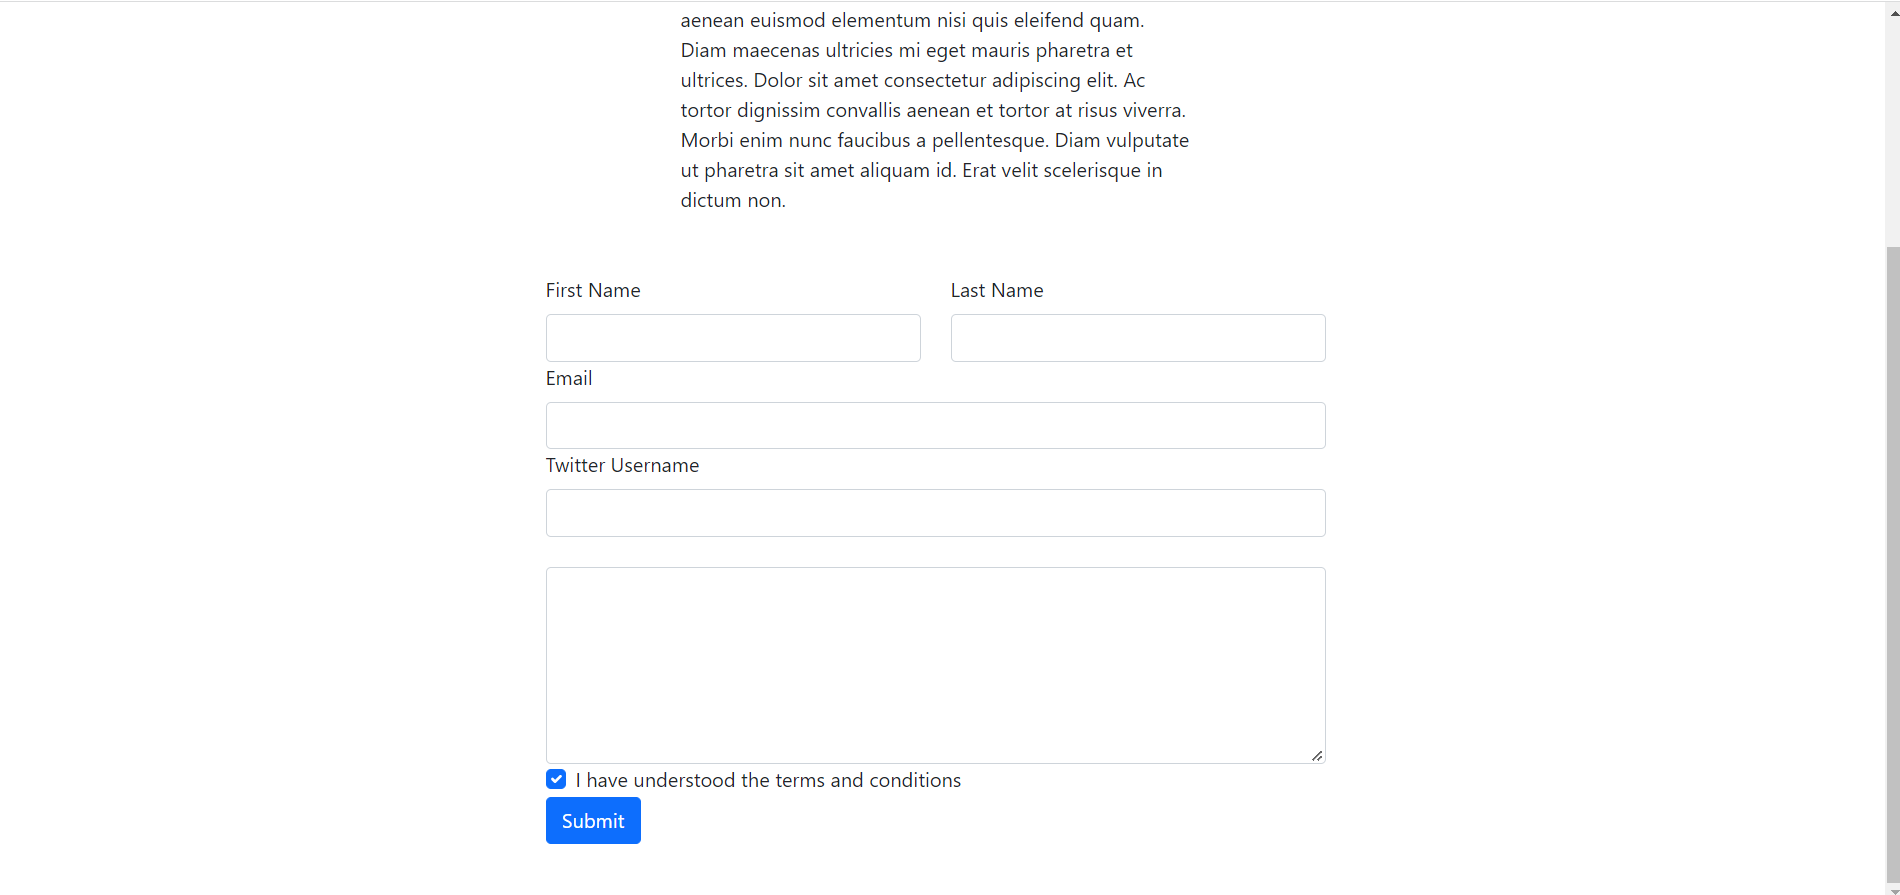 aenean euismod elementum nisi quis eleifend quam.
Diam maecenas ultricies mi eget mauris pharetra et
ultrices. Dolor sit amet consectetur adipiscing elit. Ac
tortor dignissim convallis aenean et tortor at risus viverra.
Morbi enim nunc faucibus a pellentesque. Diam vulputate
ut pharetra sit amet aliquam id. Erat velit scelerisque in
dictum non.
First Name
Last Name
Email
Twitter Username
I have understood the terms and conditions
Submit